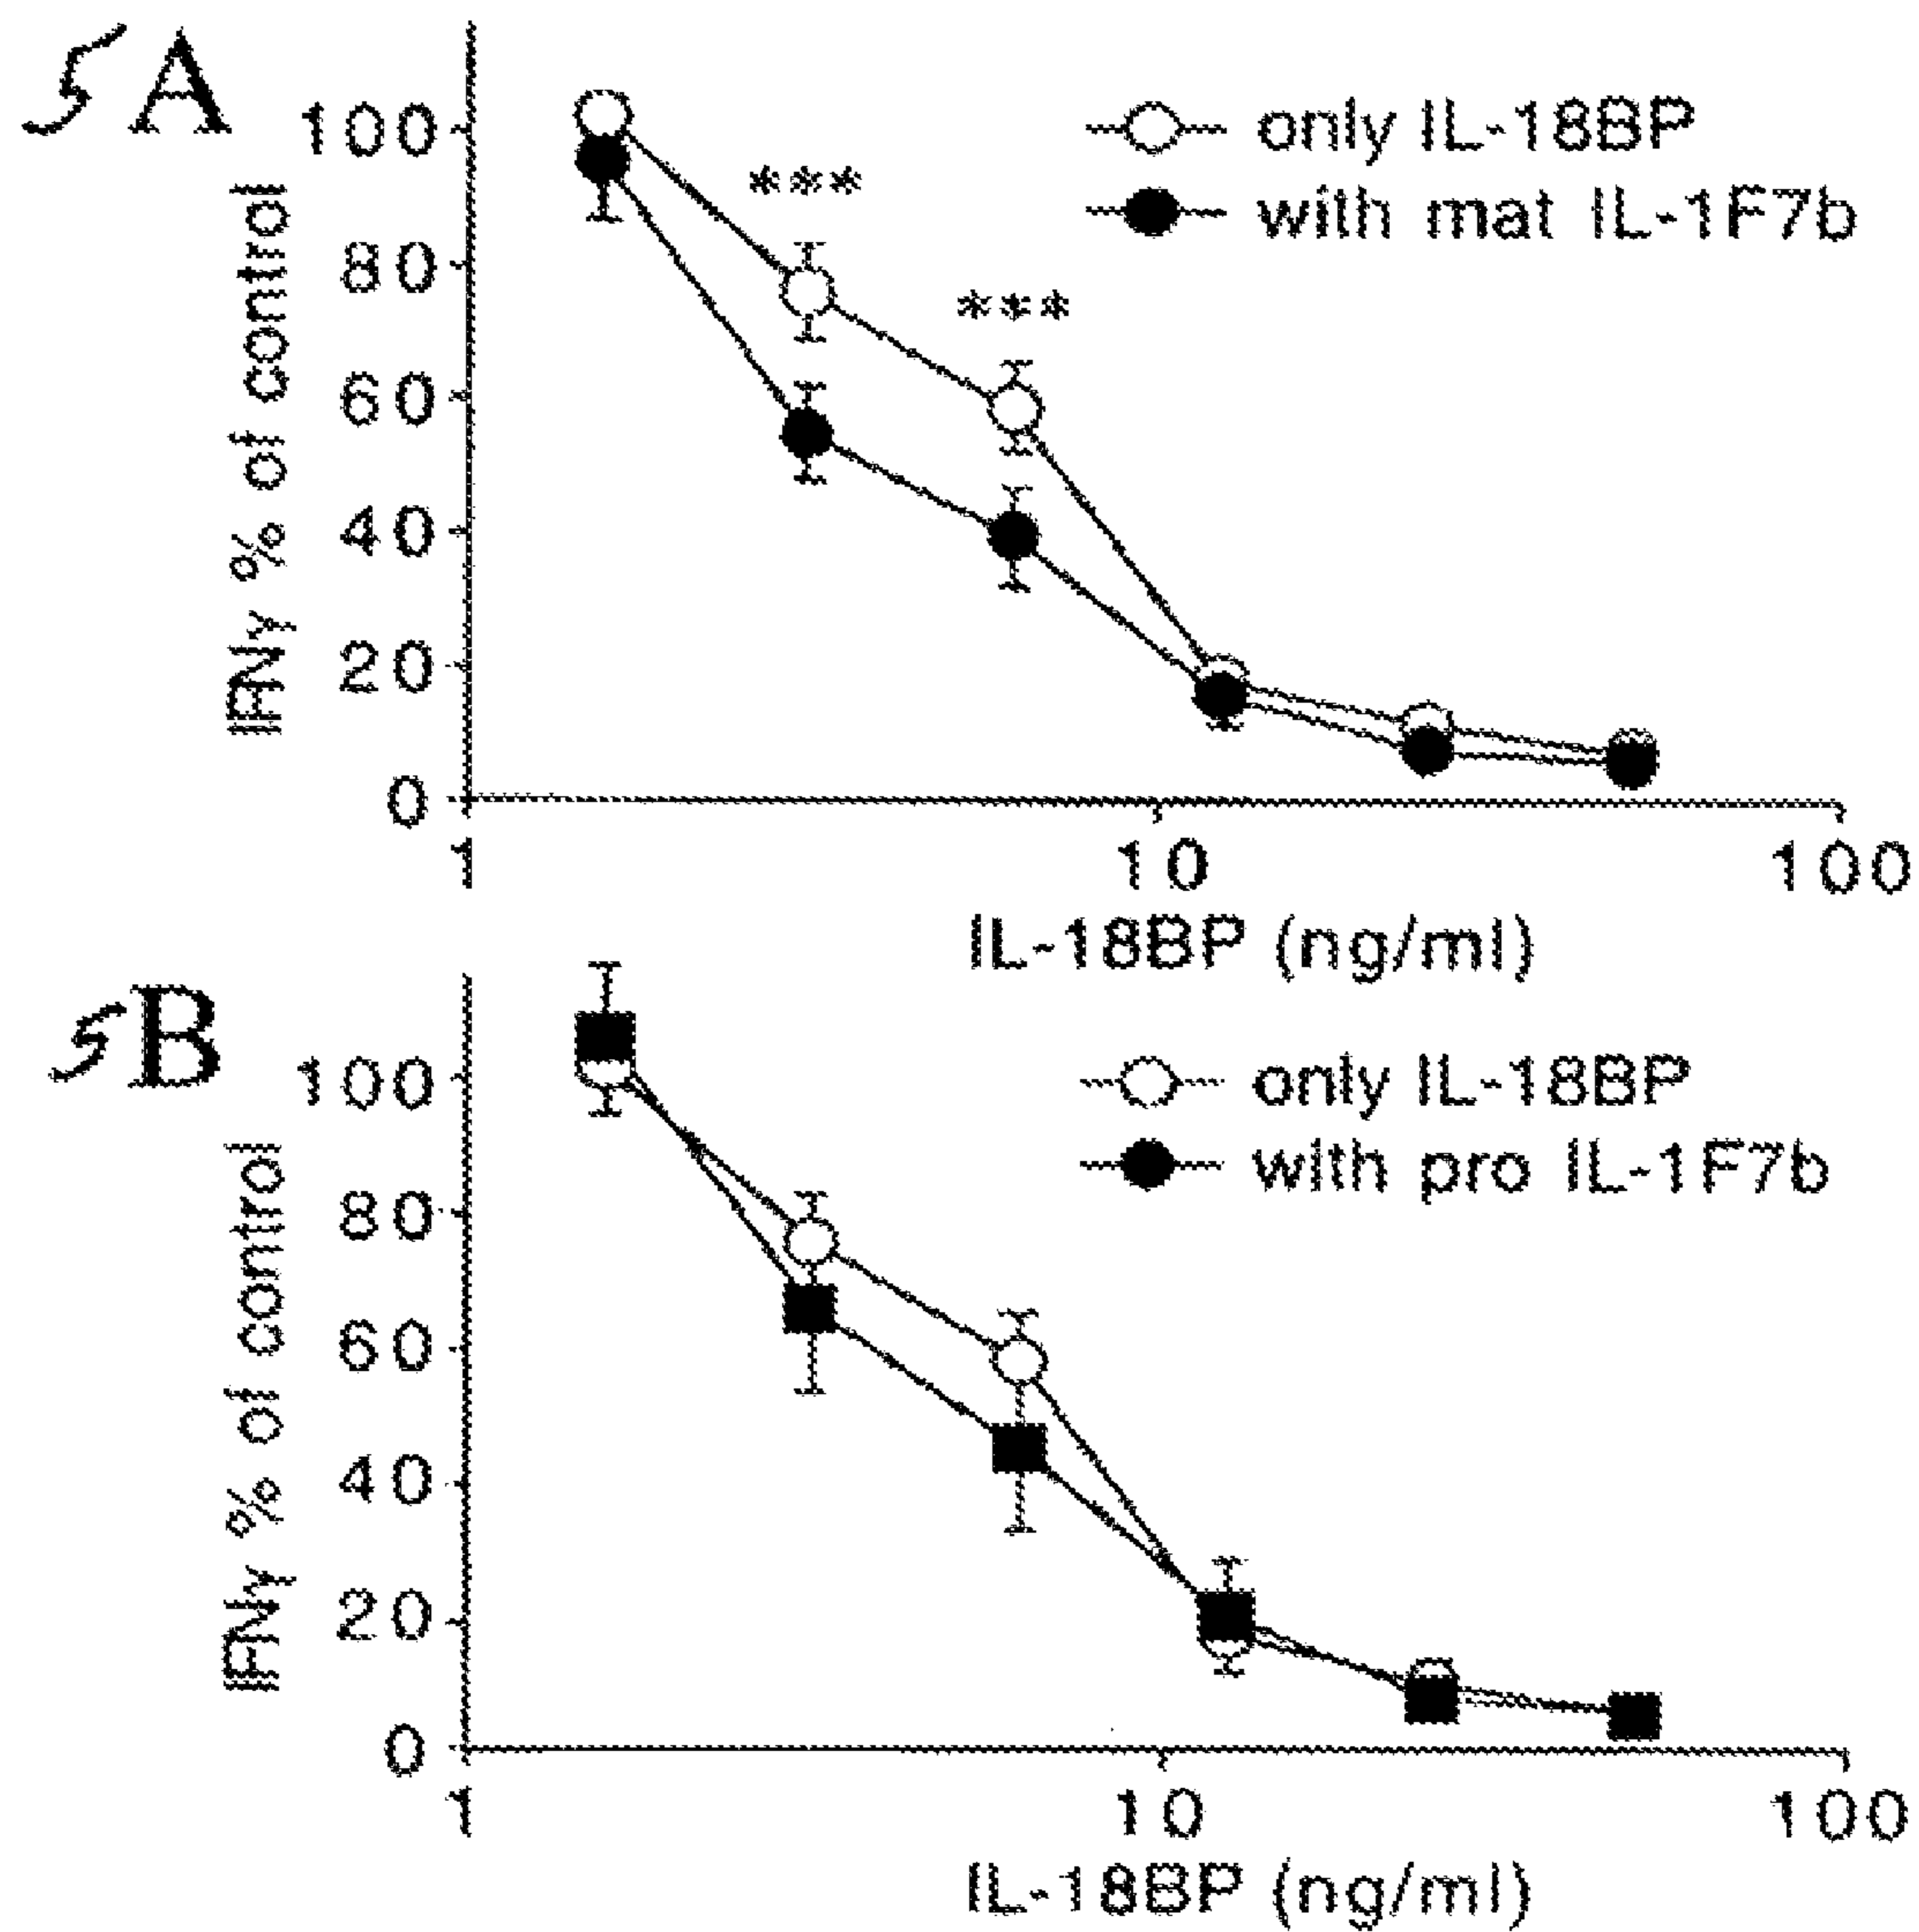 5A
100
80
60
40
20
0
IFNγ % of control
*** 
***
only IL-18BP
with mat IL-1F7b
1 10 100
IL-18BP (ng/ml)
5B
100
80
60
40
20
0
IFNγ % of control
only IL-18BP
with pro IL-1F7b
1 10 100
IL-18BP (ng/ml)